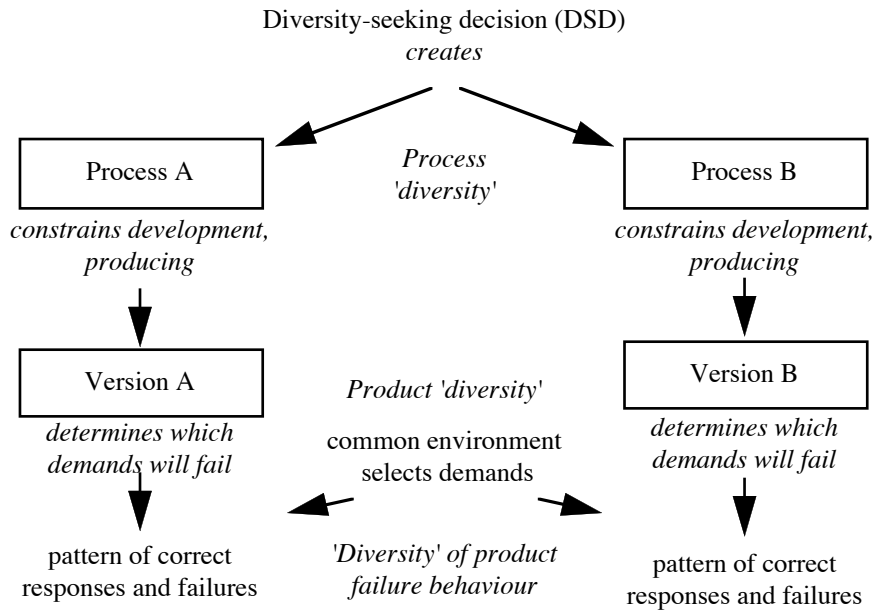 Diversity-seeking decision (DSD)
creates
Process A
Process
'diversity'
Process B
constrains development,
producing
constrains development,
producing
Version A
Product 'diversity'
Version B
determines which
demands will fail
common environment
selects demands
determines which
demands will fail
pattern of correct
responses and failures
'Diversity' of product
failure behaviour
pattern of correct
responses and failures